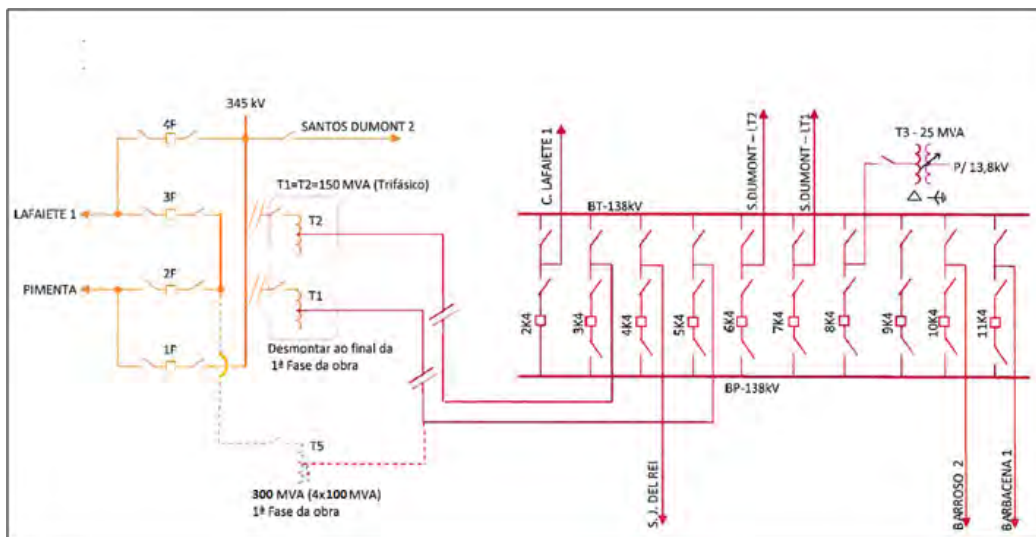 345 kV
4F
SANTOS DUMONT 2
T1=T2=150 MVA (Trifásico)
3F
LAFAIETE 1
T2
2F
PIMENTA
T1
1F
Desmontar ao final da
1ª Fase da obra
T5
300 MVA (4x100 MVA)
1ª Fase da obra
C. LAFAIETE 1
S.DUMONT – LT2
S.DUMONT – LT1
T3 - 25 MVA
P/ 13,8kV
BT-138kV
2K4
3K4
4K4
5K4
6K4
7K4
8K4
9K4
10K4
11K4
BP-138kV
S. J. DEL REI
BARROSO 2
BARBACENA 1